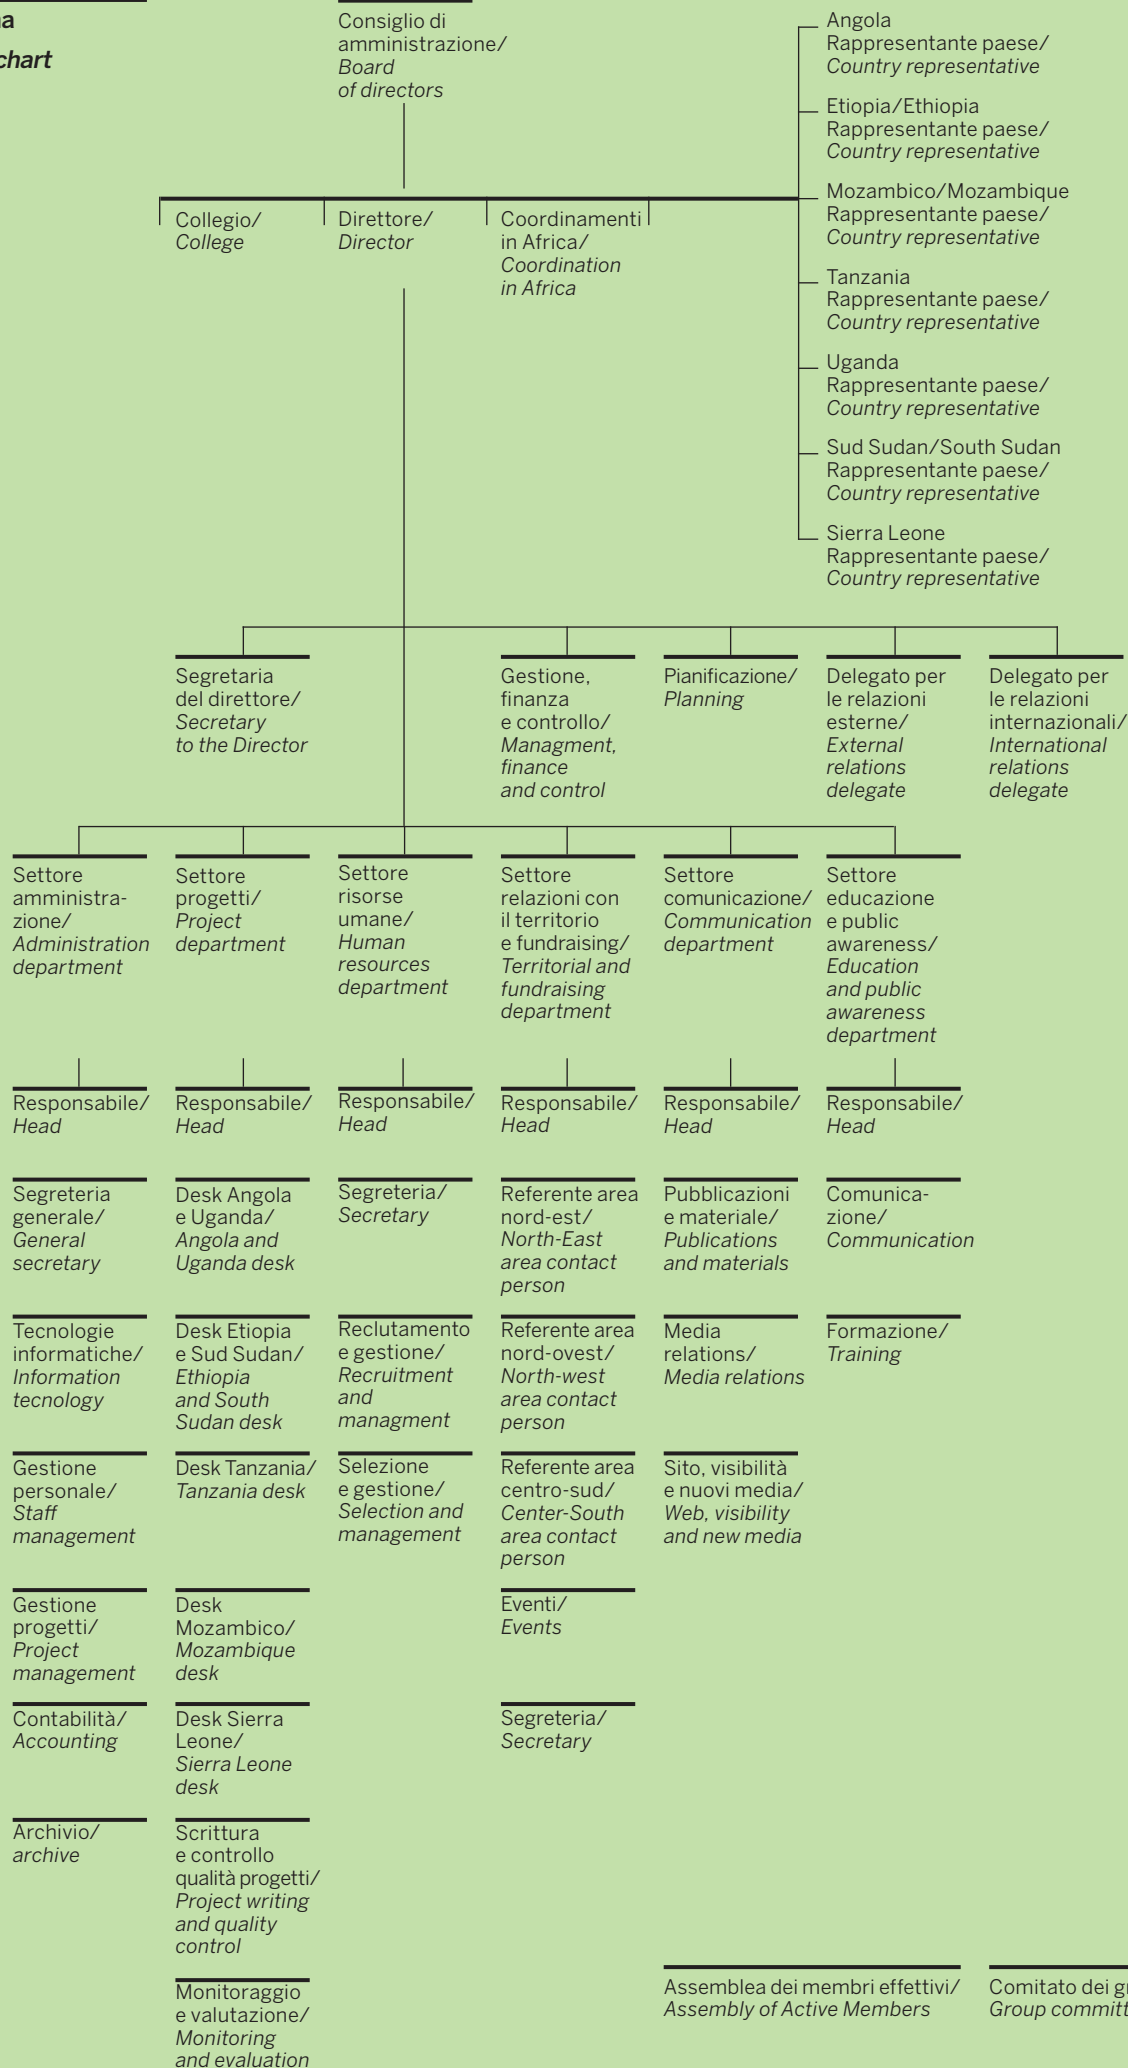 na
chart
Consiglio di
amministrazione/
Board
of directors
Collegio/
College
Direttore/
Director
Coordinamenti
in Africa/
Coordination
in Africa
Angola
Rappresentante paese/
Country representative
Etiopia/Ethiopia
Rappresentante paese/
Country representative
Mozambico/Mozambique
Rappresentante paese/
Country representative
Tanzania
Rappresentante paese/
Country representative
Uganda
Rappresentante paese/
Country representative
Sud Sudan/South Sudan
Rappresentante paese/
Country representative
Sierra Leone
Rappresentante paese/
Country representative
Segretaria
del direttore/
Secretary
to the Director
Gestione,
finanza
e controllo/
Managment,
finance
and control
Pianificazione/
Planning
Delegato per
le relazioni
esterne/
External
relations
delegate
Delegato per
le relazioni
internazionali/
International
relations
delegate
Settore
amministra-
zione/
Administration
department
Settore
progetti/
Project
department
Settore
risorse
umane/
Human
resources
department
Settore
relazioni con
il territorio
e fundraising/
Territorial and
fundraising
department
Settore
comunicazione/
Communication
department
Settore
educazione
e public
awareness/
Education
and public
awareness
department
Responsabile/
Head
Responsabile/
Head
Responsabile/
Head
Responsabile/
Head
Responsabile/
Head
Responsabile/
Head
Segreteria
generale/
General
secretary
Desk Angola
e Uganda/
Angola and
Uganda desk
Segreteria/
Secretary
Referente area
nord-est/
North-East
area contact
person
Pubblicazioni
e materiale/
Publications
and materials
Comunica-
zione/
Communication
Tecnologie
informatiche/
Information
tecnology
Desk Etiopia
e Sud Sudan/
Ethiopia
and South
Sudan desk
Reclutamento
e gestione/
Recruitment
and
managment
Referente area
nord-ovest/
North-west
area contact
person
Media
relations/
Media relations
Formazione/
Training
Gestione
personale/
Staff
management
Desk Tanzania/
Tanzania desk
Selezione
e gestione/
Selection and
management
Referente area
centro-sud/
Center-South
area contact
person
Sito, visibilità
e nuovi media/
Web, visibility
and new media
Gestione
progetti/
Project
management
Desk
Mozambico/
Mozambique
desk
Eventi/
Events
Contabilità/
Accounting
Desk Sierra
Leone/
Sierra Leone
desk
Segreteria/
Secretary
Archivio/
archive
Scrittura
e controllo
qualità progetti/
Project writing
and quality
control
Monitoraggio
e valutazione/
Monitoring
and evaluation
Assemblea dei membri effettivi/
Assembly of Active Members
Comitato dei g
Group committ